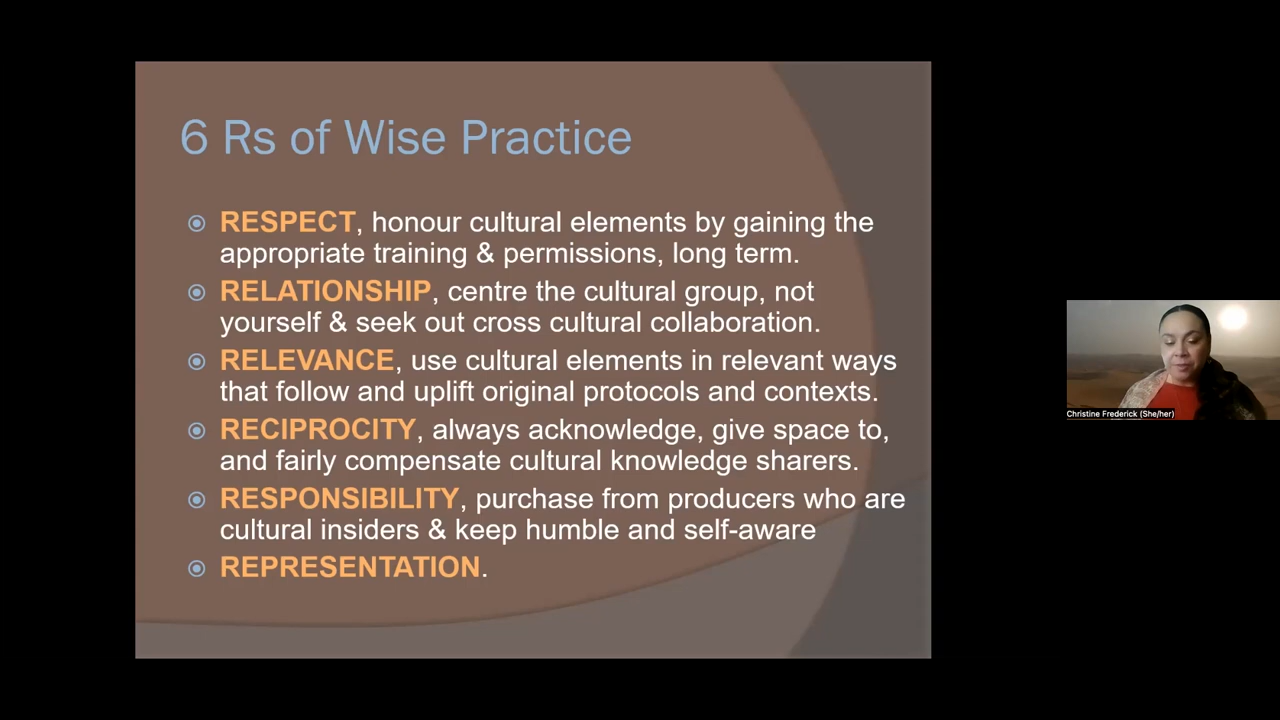 6 Rs of Wise Practice
RESPECT, honour cultural elements by gaining the
appropriate training & permissions, long term.
RELATIONSHIP, centre the cultural group, not
yourself & seek out cross cultural collaboration.
RELEVANCE, use cultural elements in relevant ways
that follow and uplift original protocols and contexts.
RECIPROCITY, always acknowledge, give space to,
and fairly compensate cultural knowledge sharers.
RESPONSIBILITY, purchase from producers who are
cultural insiders & keep humble and self-aware
REPRESENTATION.
Christine Frederick (She/her)